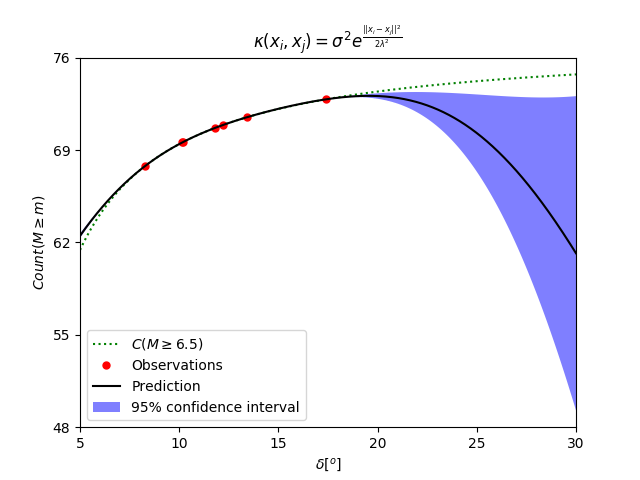 κ(x_i, x_j) = σ²e^{||x_i − x_j||²/2λ²}
76
69
62
55
48
Count(M ≥ m)
C(M ≥ 6.5)
Observations
Prediction
95% confidence interval
5 10 15 20 25 30
δ[°]